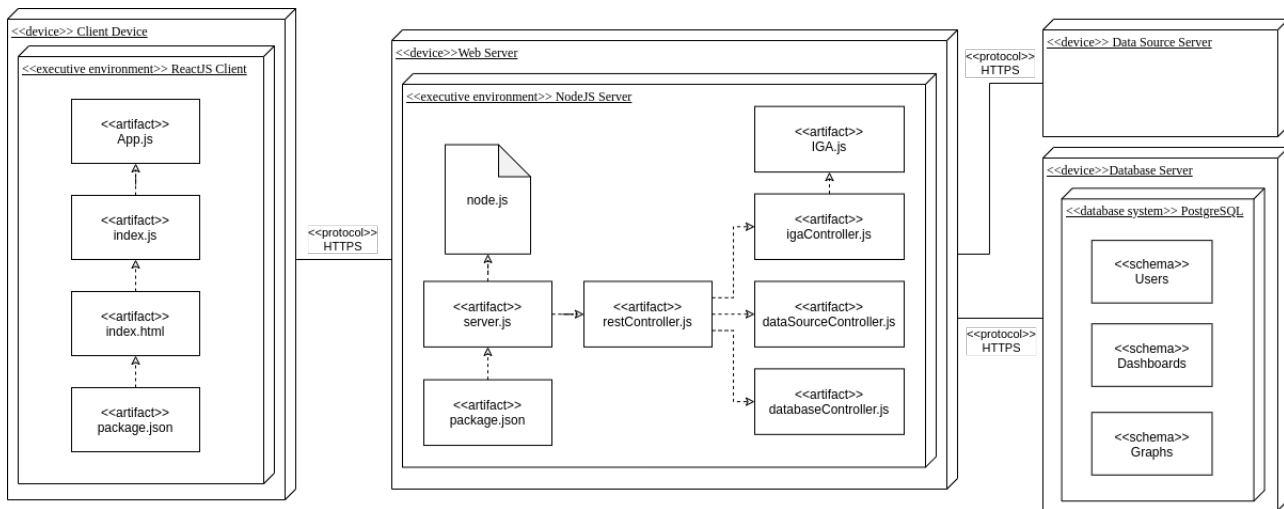 <<device>> Client Device
<<executive environment>> ReactJS Client
<<artifact>>
App.js
<<artifact>>
index.js
<<artifact>>
index.html
<<artifact>>
package.json
<<protocol>>
HTTPS
<<device>>Web Server
<<executive environment>> NodeJS Server
node.js
<<artifact>>
server.js
<<artifact>>
package.json
<<artifact>>
restController.js
<<artifact>>
IGA.js
<<artifact>>
igaController.js
<<artifact>>
dataSourceController.js
<<artifact>>
databaseController.js
<<protocol>>
HTTPS
<<protocol>>
HTTPS
<<device>> Data Source Server
<<device>>Database Server
<<database system>> PostgreSQL
<<schema>>
Users
<<schema>>
Dashboards
<<schema>>
Graphs